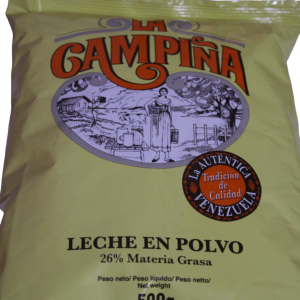 LA
CAMPIÑA
La AUTÉNTICA
Tradición
de
Calidad
VENEZUELA
LECHE EN POLVO
26% Materia Grasa
Peso neto/ Peso líquido/ Peso netto/
Net weight
500g